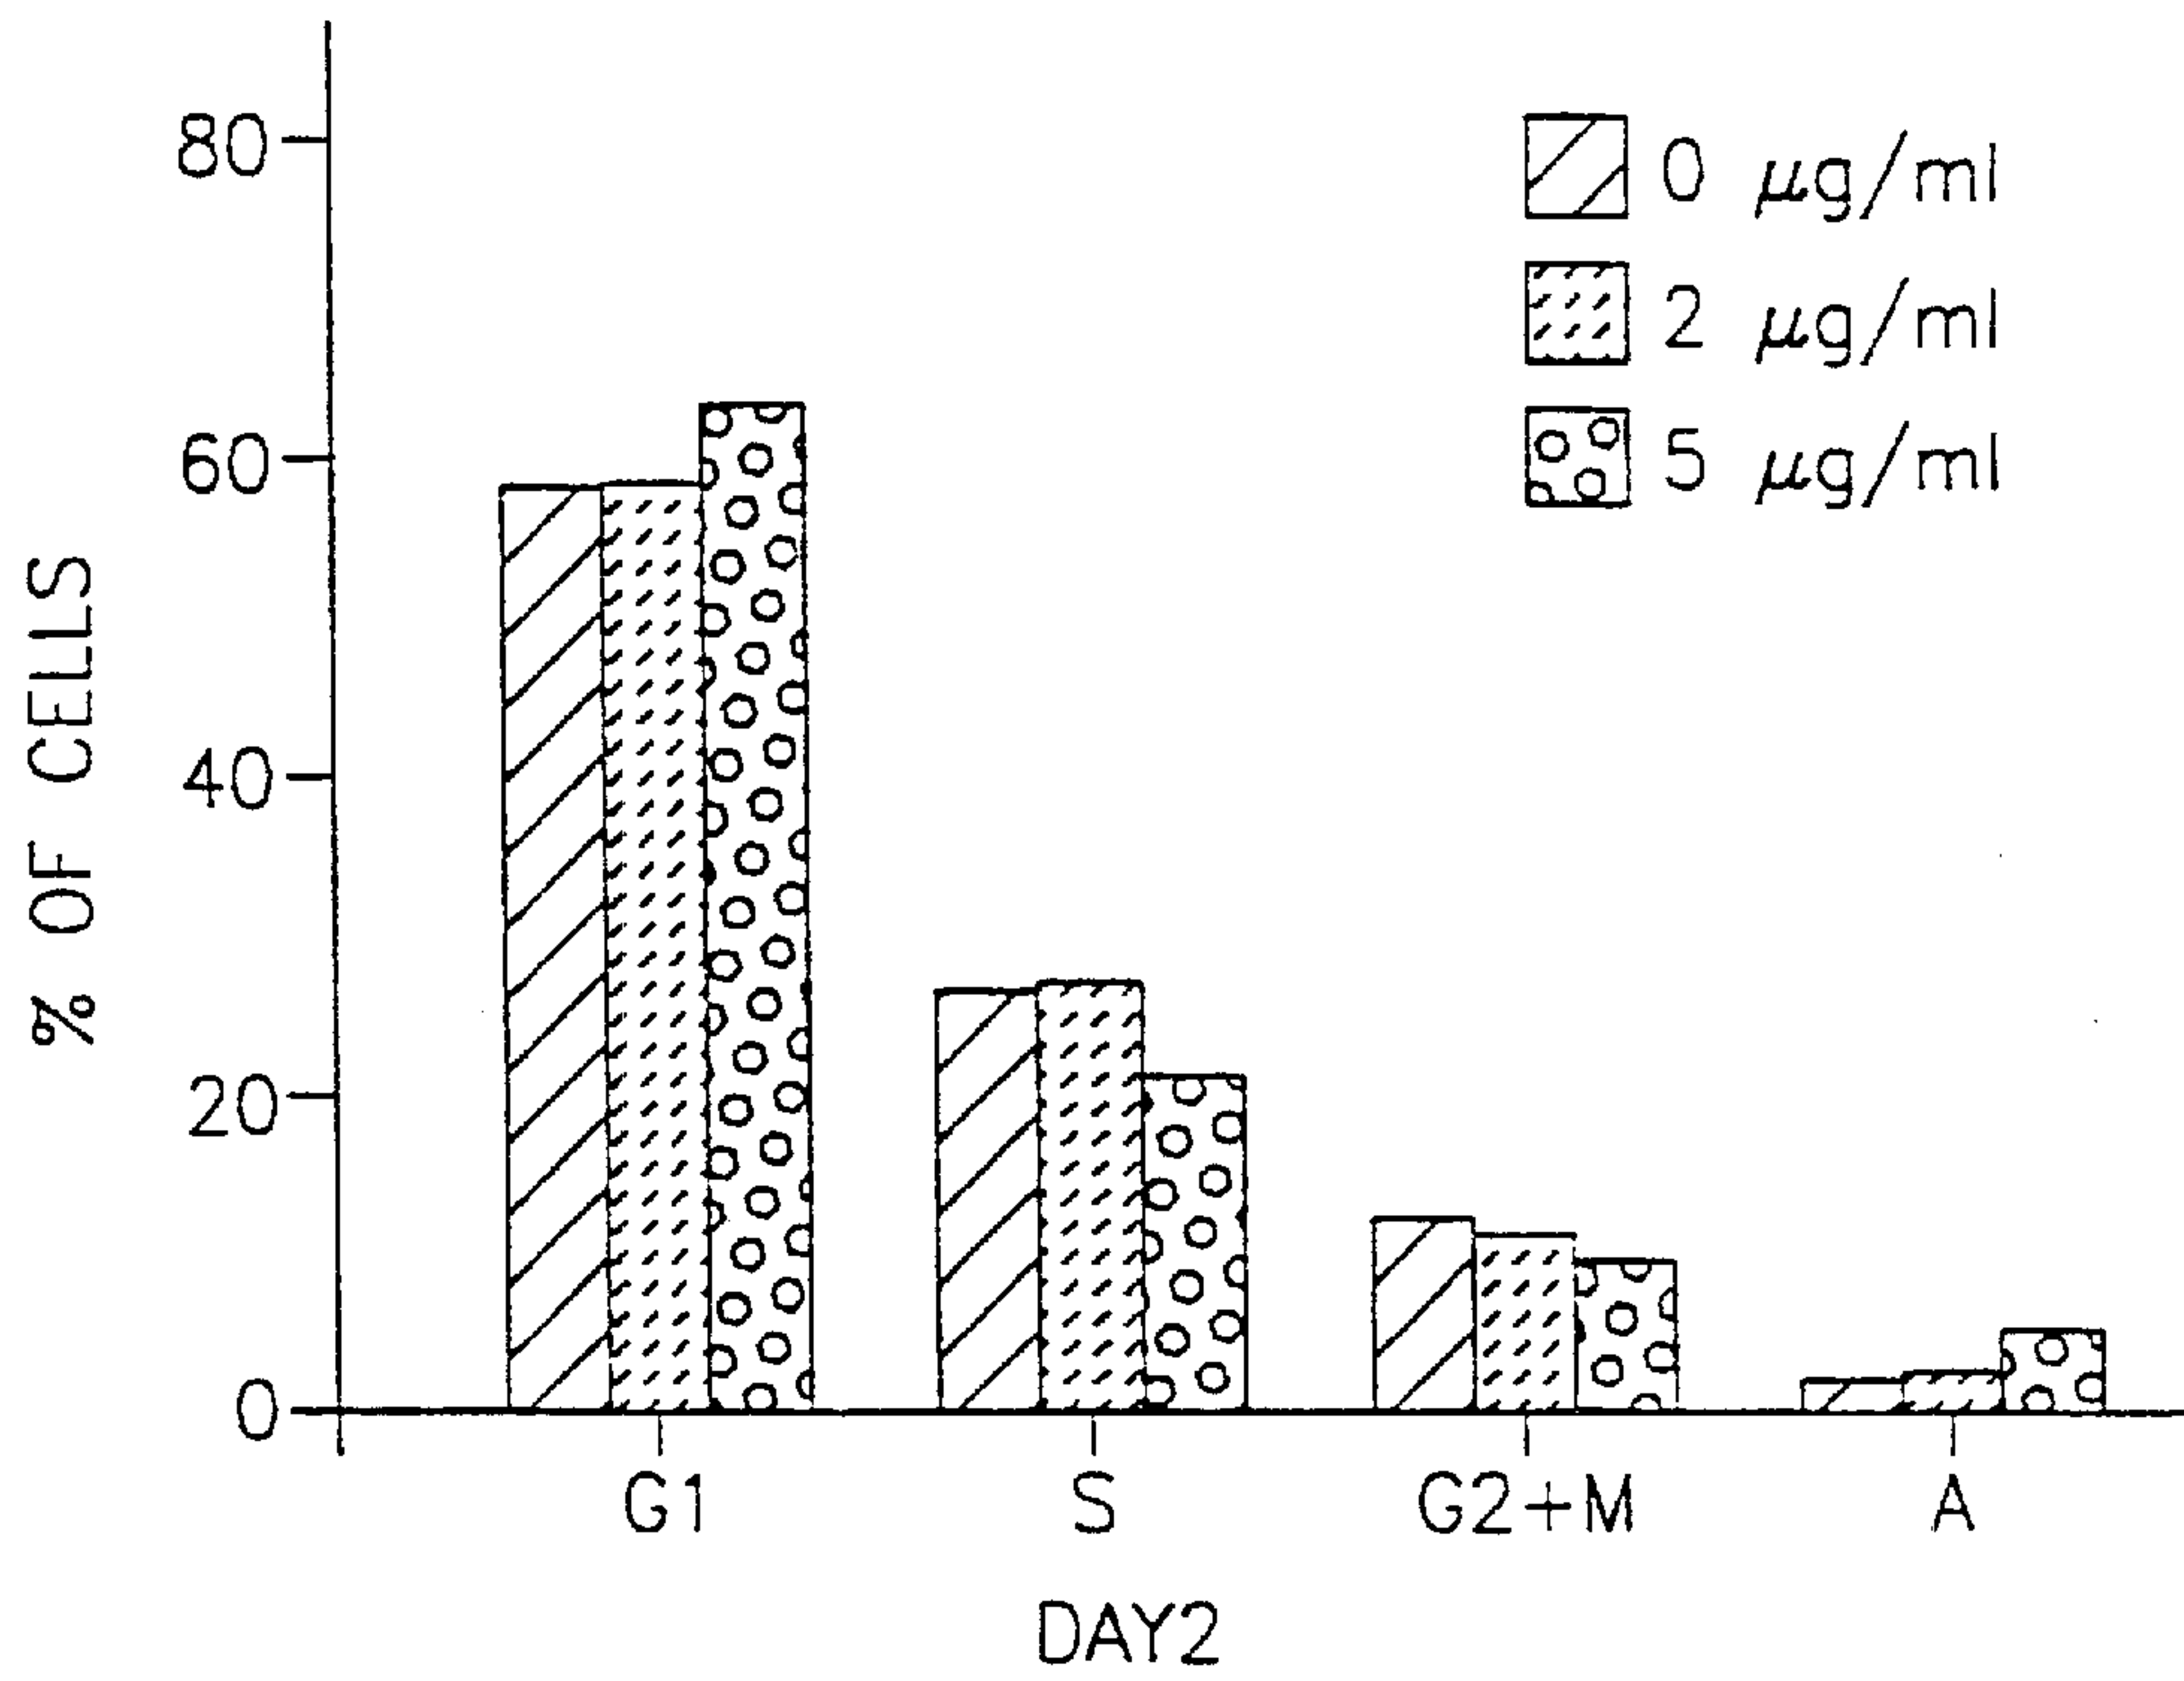 80
60
40
20
0
% OF CELLS
0 μg/ml
2 μg/ml
5 μg/ml
G1 S G2+M A
DAY2